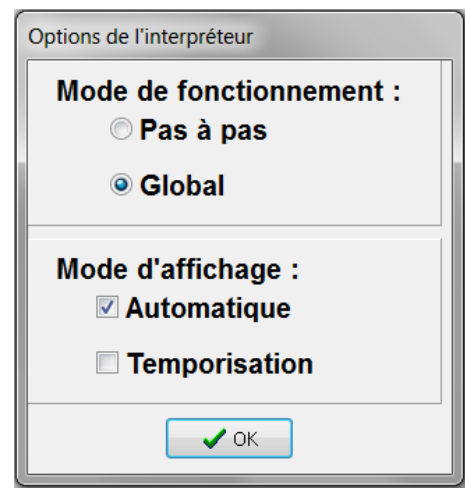 Options de l'interpréteur
Mode de fonctionnement :
Pas à pas
Global
Mode d'affichage :
Automatique
Temporisation
OK